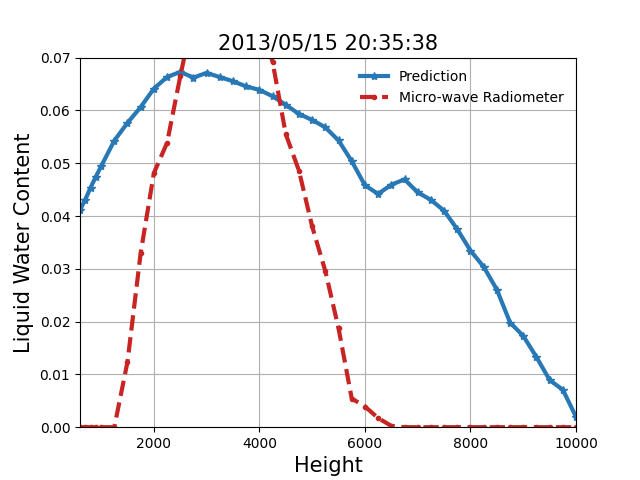 2013/05/15 20:35:38
Prediction
Micro-wave Radiometer
Liquid Water Content
0.07
0.06
0.05
0.04
0.03
0.02
0.01
0.00
2000 4000 6000 8000 10000
Height